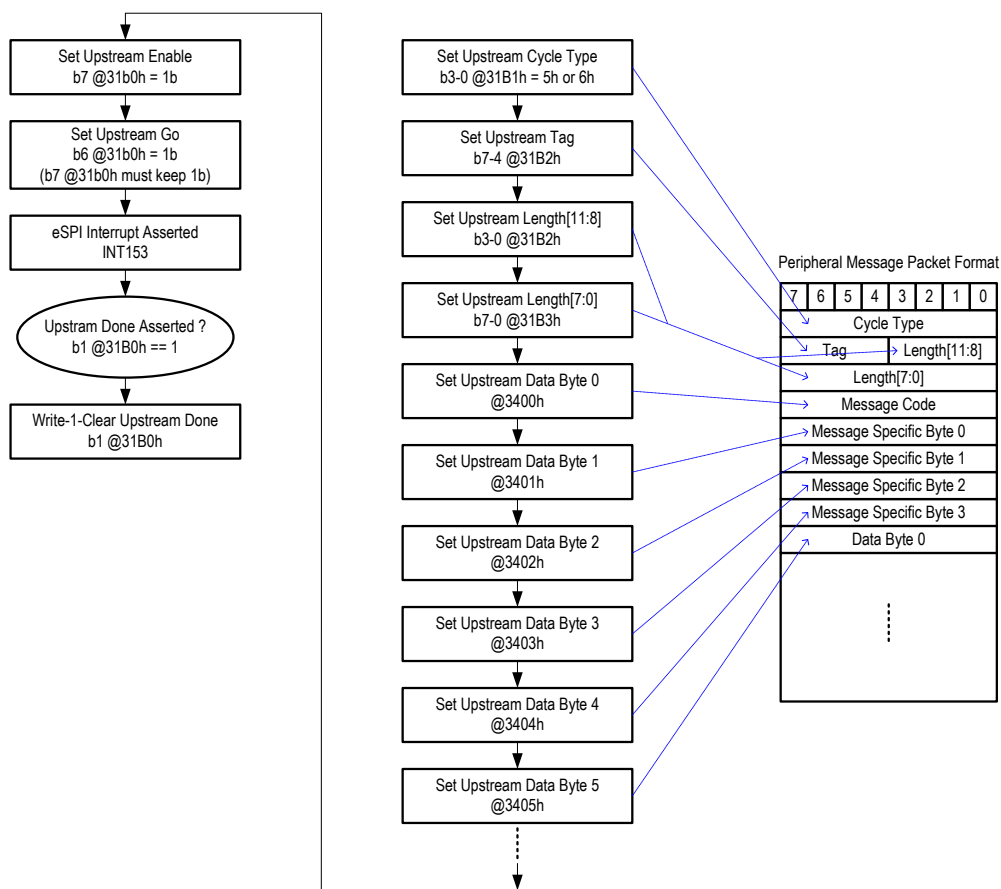 Set Upstream Enable
b7 @31b0h = 1b
Set Upstream Go
b6 @31b0h = 1b
(b7 @31b0h must keep 1b)
eSPI Interrupt Asserted
INT153
Upstram Done Asserted ?
b1 @31B0h == 1
Write-1-Clear Upstream Done
b1 @31B0h
Set Upstream Cycle Type
b3-0 @31B1h = 5h or 6h
Set Upstream Tag
b7-4 @31B2h
Set Upstream Length[11:8]
b3-0 @31B2h
Set Upstream Length[7:0]
b7-0 @31B3h
Set Upstream Data Byte 0
@3400h
Set Upstream Data Byte 1
@3401h
Set Upstream Data Byte 2
@3402h
Set Upstream Data Byte 3
@3403h
Set Upstream Data Byte 4
@3404h
Set Upstream Data Byte 5
@3405h
Peripheral Message Packet Format
7 6 5 4 3 2 1 0
Cycle Type
Tag Length[11:8]
Length[7:0]
Message Code
Message Specific Byte 0
Message Specific Byte 1
Message Specific Byte 2
Message Specific Byte 3
Data Byte 0